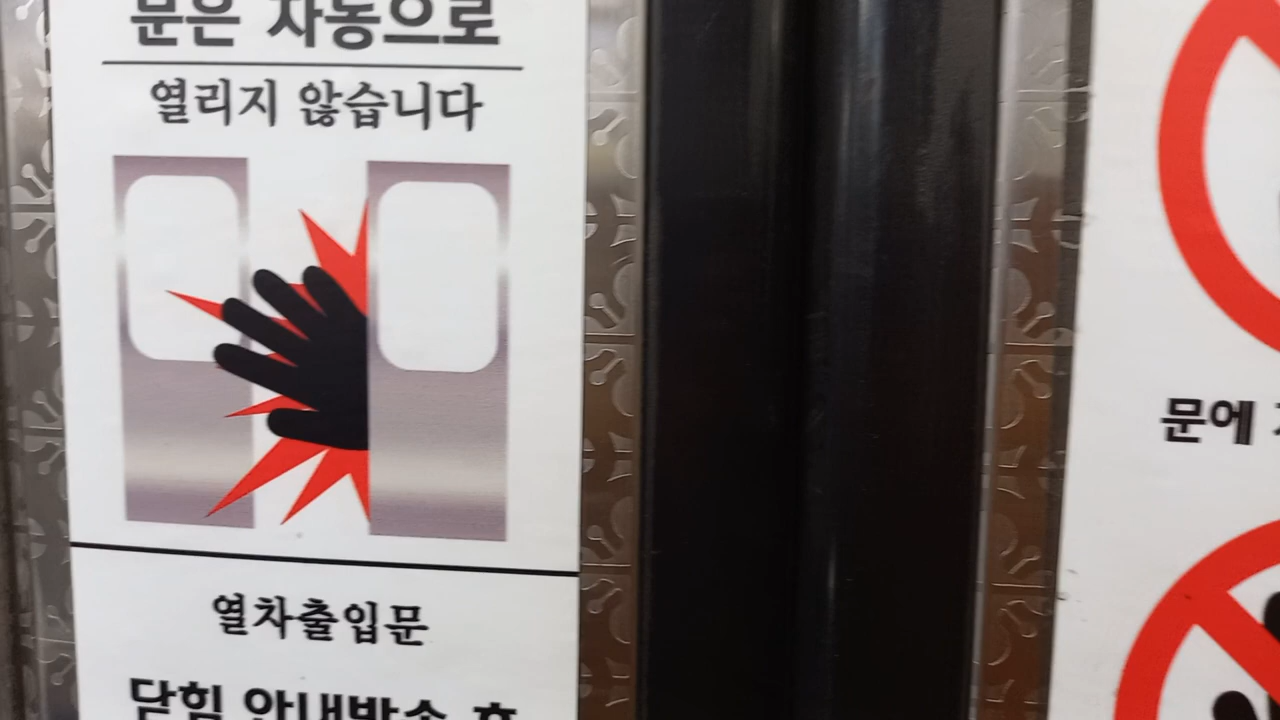 문은 자동으로
열리지 않습니다
열차출입문
닫힘 안내방송 후
문에